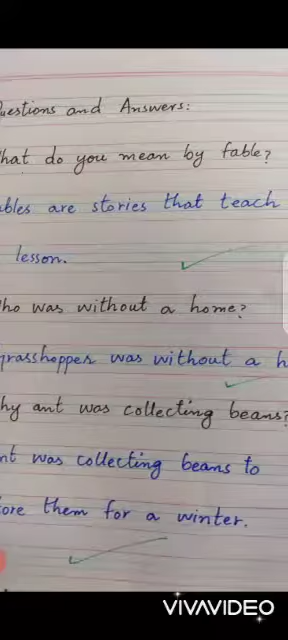 uestions and Answers:
hat do you mean by fable?
bles are stories that teach
lesson.
ho was without a home?
rasshopper was without a h
hy ant was collecting beans?
nt was collecting beans to
ore them for a winter.
VIVAVIDEO